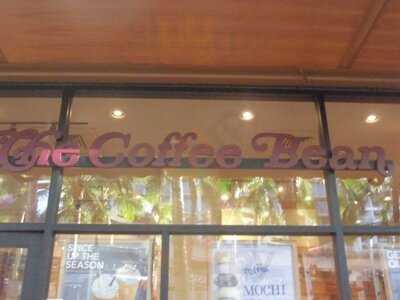 The Coffee Bean
SPICE
UP THE
SEASON
MOCHI